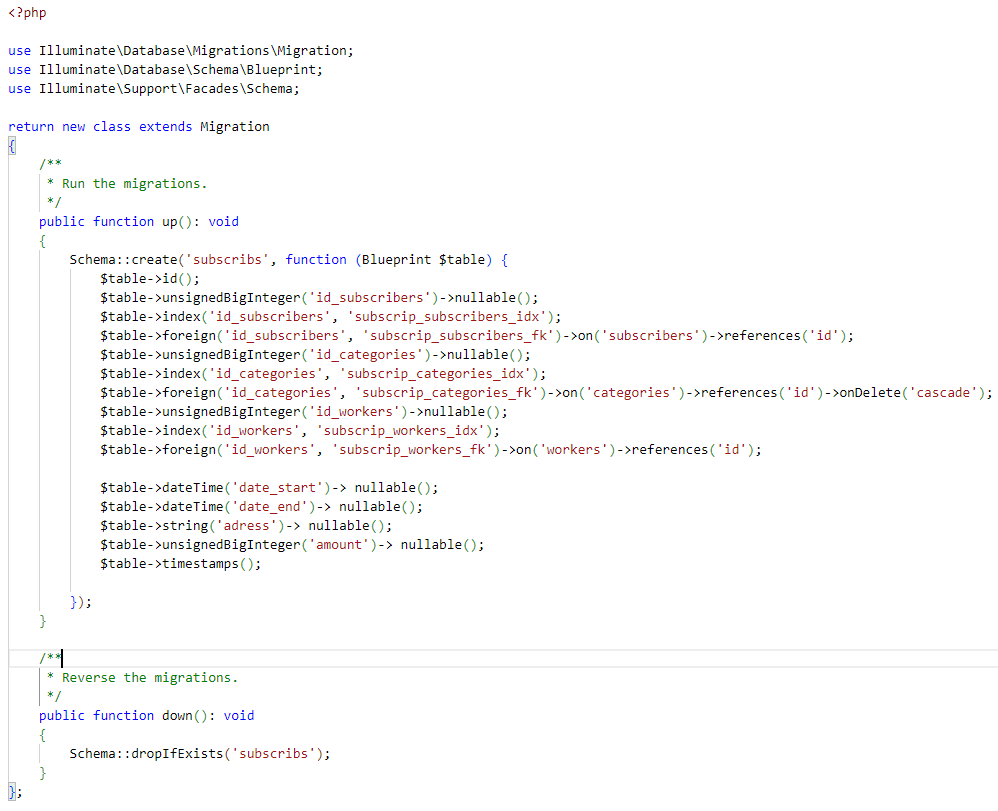 <?php

use Illuminate\Database\Migrations\Migration;
use Illuminate\Database\Schema\Blueprint;
use Illuminate\Support\Facades\Schema;

return new class extends Migration
{
    /**
     * Run the migrations.
     */
    public function up(): void
    {
        Schema::create('subscribs', function (Blueprint $table) {
            $table->id();
            $table->unsignedBigInteger('id_subscribers')->nullable();
            $table->index('id_subscribers', 'subscrip_subscribers_idx');
            $table->foreign('id_subscribers', 'subscrip_subscribers_fk')->on('subscribers')->references('id');
            $table->unsignedBigInteger('id_categories')->nullable();
            $table->index('id_categories', 'subscrip_categories_idx');
            $table->foreign('id_categories', 'subscrip_categories_fk')->on('categories')->references('id')->onDelete('cascade');
            $table->unsignedBigInteger('id_workers')->nullable();
            $table->index('id_workers', 'subscrip_workers_idx');
            $table->foreign('id_workers', 'subscrip_workers_fk')->on('workers')->references('id');

            $table->dateTime('date_start')-> nullable();
            $table->dateTime('date_end')-> nullable();
            $table->string('adress')-> nullable();
            $table->unsignedBigInteger('amount')-> nullable();
            $table->timestamps();

        });
    }

    /**
     * Reverse the migrations.
     */
    public function down(): void
    {
        Schema::dropIfExists('subscribs');
    }
};